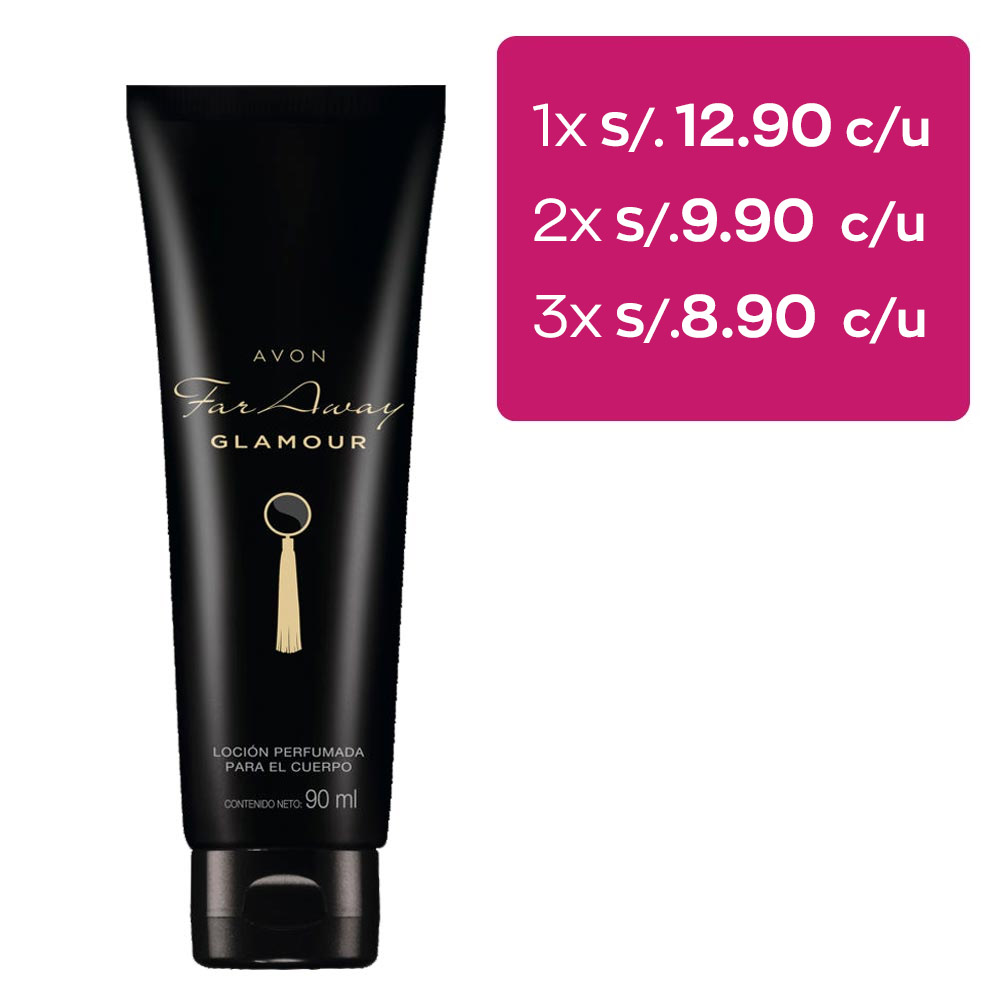 AVON
Far Away
GLAMOUR
LOCIÓN PERFUMADA
PARA EL CUERPO
CONTENIDO NETO: 90 ml
1x S/. 12.90 c/u
2x S/.9.90 c/u
3x S/.8.90 c/u